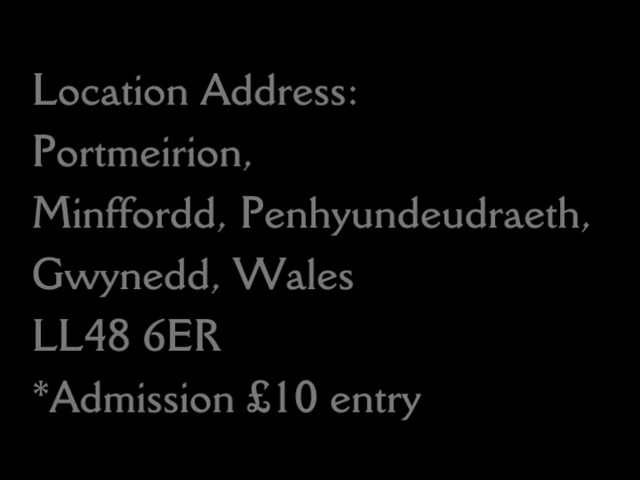 Location Address:
Portmeirion,
Minffordd, Penhyundeudraeth,
Gwynedd, Wales
LL48 6ER
*Admission £10 entry